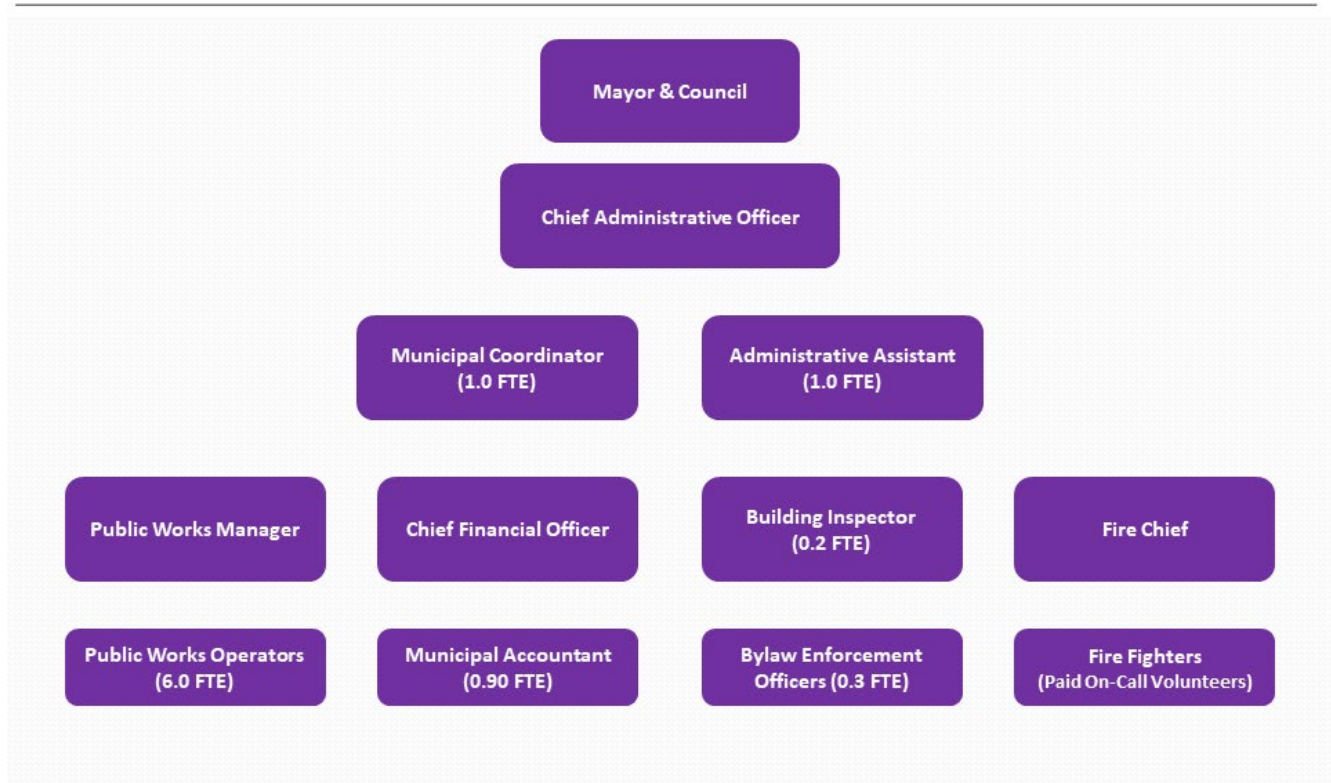 Mayor & Council
Chief Administrative Officer
Municipal Coordinator
(1.0 FTE)
Administrative Assistant
(1.0 FTE)
Public Works Manager
Chief Financial Officer
Building Inspector
(0.2 FTE)
Fire Chief
Public Works Operators
(6.0 FTE)
Municipal Accountant
(0.90 FTE)
Bylaw Enforcement
Officers (0.3 FTE)
Fire Fighters
(Paid On-Call Volunteers)